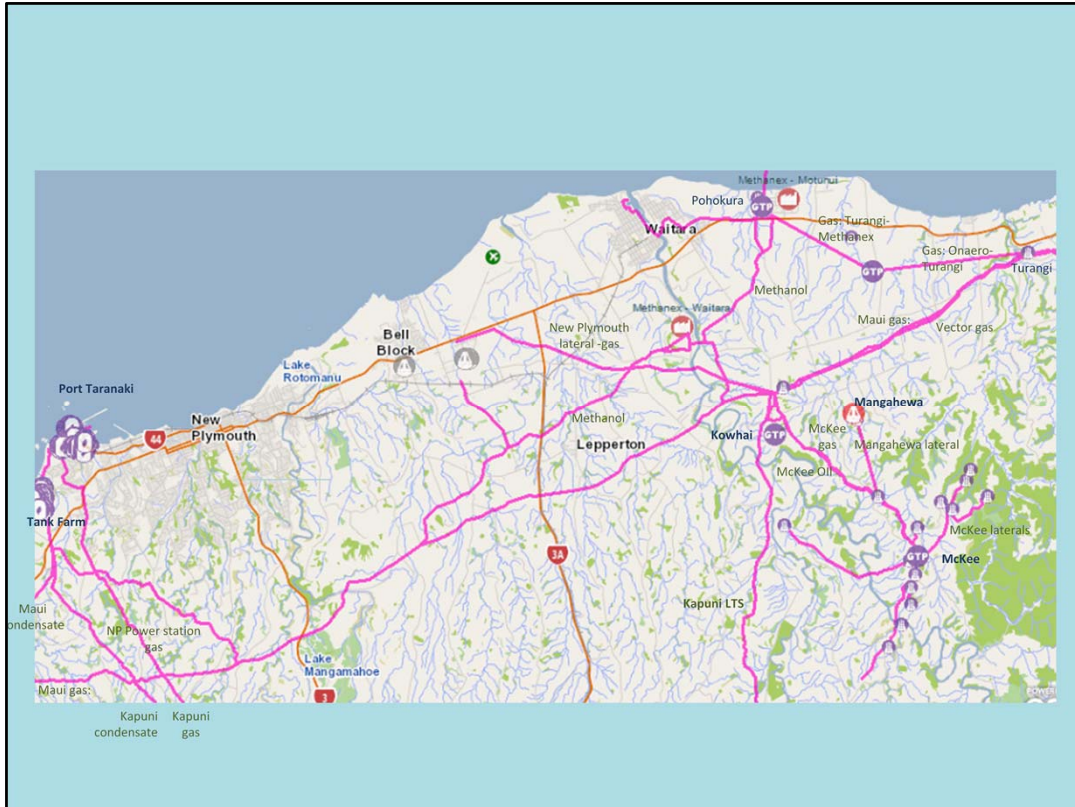 Methanex - Motunui
Pohokura
GTP
Waitara
Gas: Turangi-
Methanex
Gas: Onaero-
Turangi
GTP
Turangi
Methanol
Methanex - Waitara
Maui gas:
Vector gas
New Plymouth
lateral -gas
Bell
Block
Lake
Rotomanu
Port Taranaki
Mangahewa
New
Plymouth
44
Methanol
Lepperton
Kowhai
GTP
McKee
gas
Mangahewa lateral
McKee OIl
Tank Farm
McKee laterals
3A
GTP
McKee
Kapuni LTS
Maui
condensate
NP Power station
gas
Lake
Mangamahoe
Maui gas:
3
Kapuni
condensate
Kapuni
gas